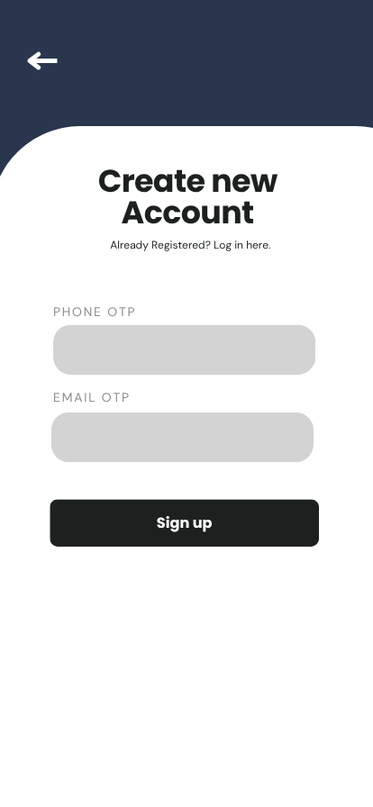 Create new
Account
Already Registered? Log in here.
PHONE OTP
EMAIL OTP
Sign up